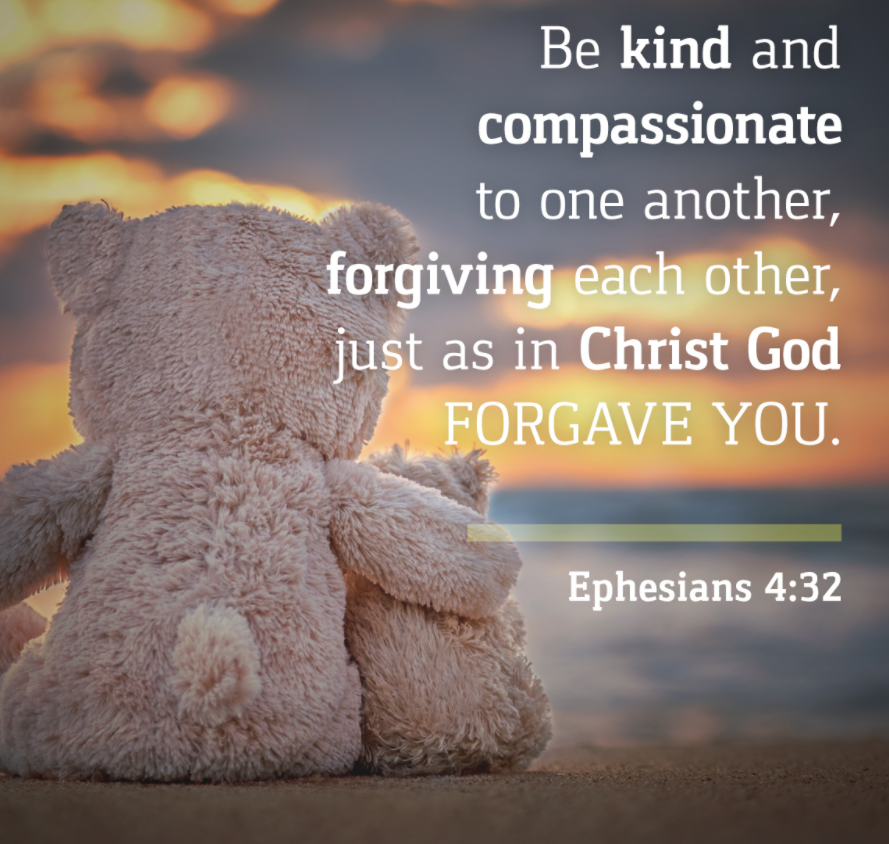 Be kind and
compassionate
to one another,
forgiving each other,
just as in Christ God
FORGAVE YOU.
Ephesians 4:32